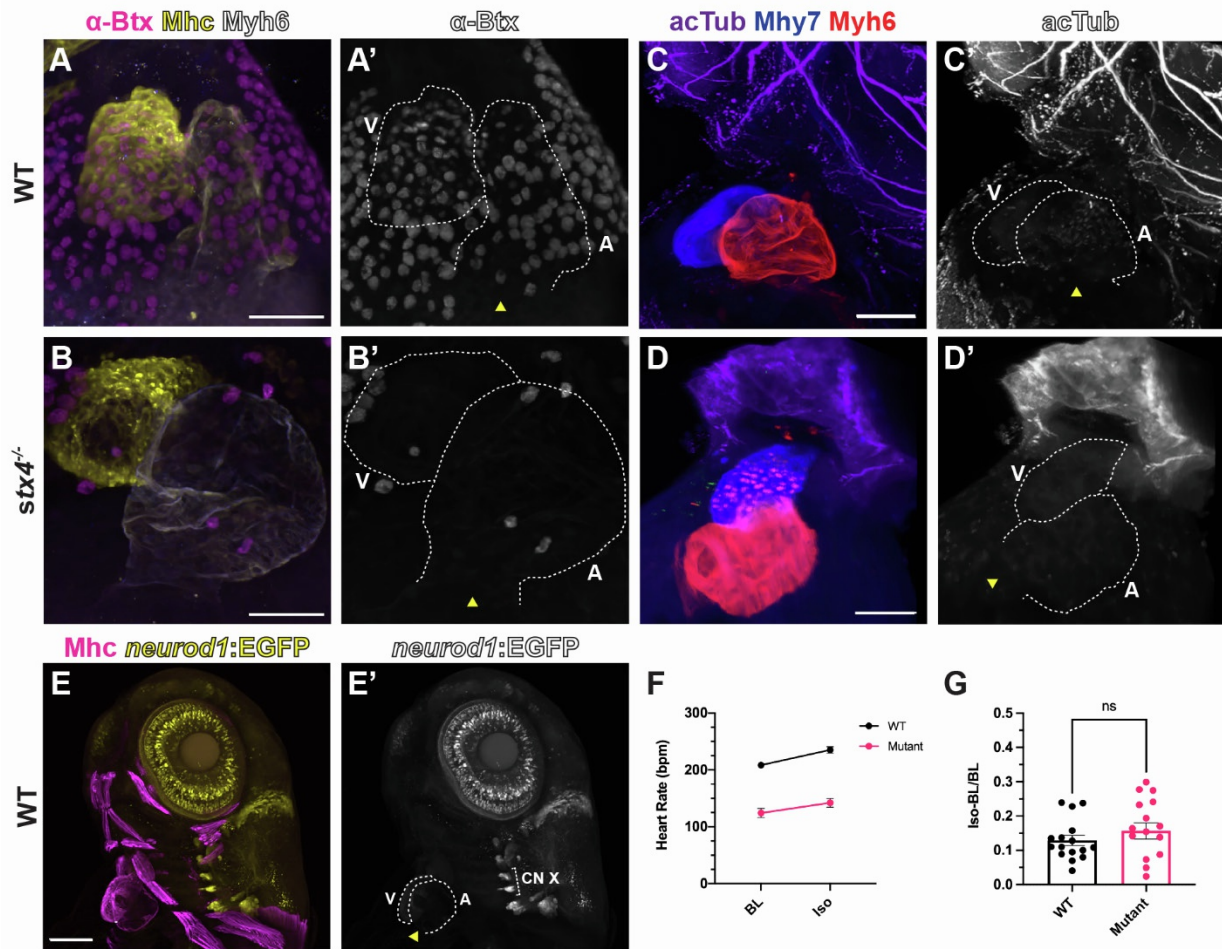 α-Btx Mhc Myh6
α-Btx
acTub Mhy7 Myh6
acTub
WT
A
A’
V
A
C
C’
V
A
stx4-/-
B
B’
V
A
D
D’
V
A
Mhc neurod1:EGFP
neurod1:EGFP
WT
E
E’
CN X
V
A
F
300
200
100
0
Heart Rate (bpm)
BL
Iso
WT
Mutant
G
ns
0.5
0.4
0.3
0.2
0.1
0.0
Iso-BL/BL
WT
Mutant